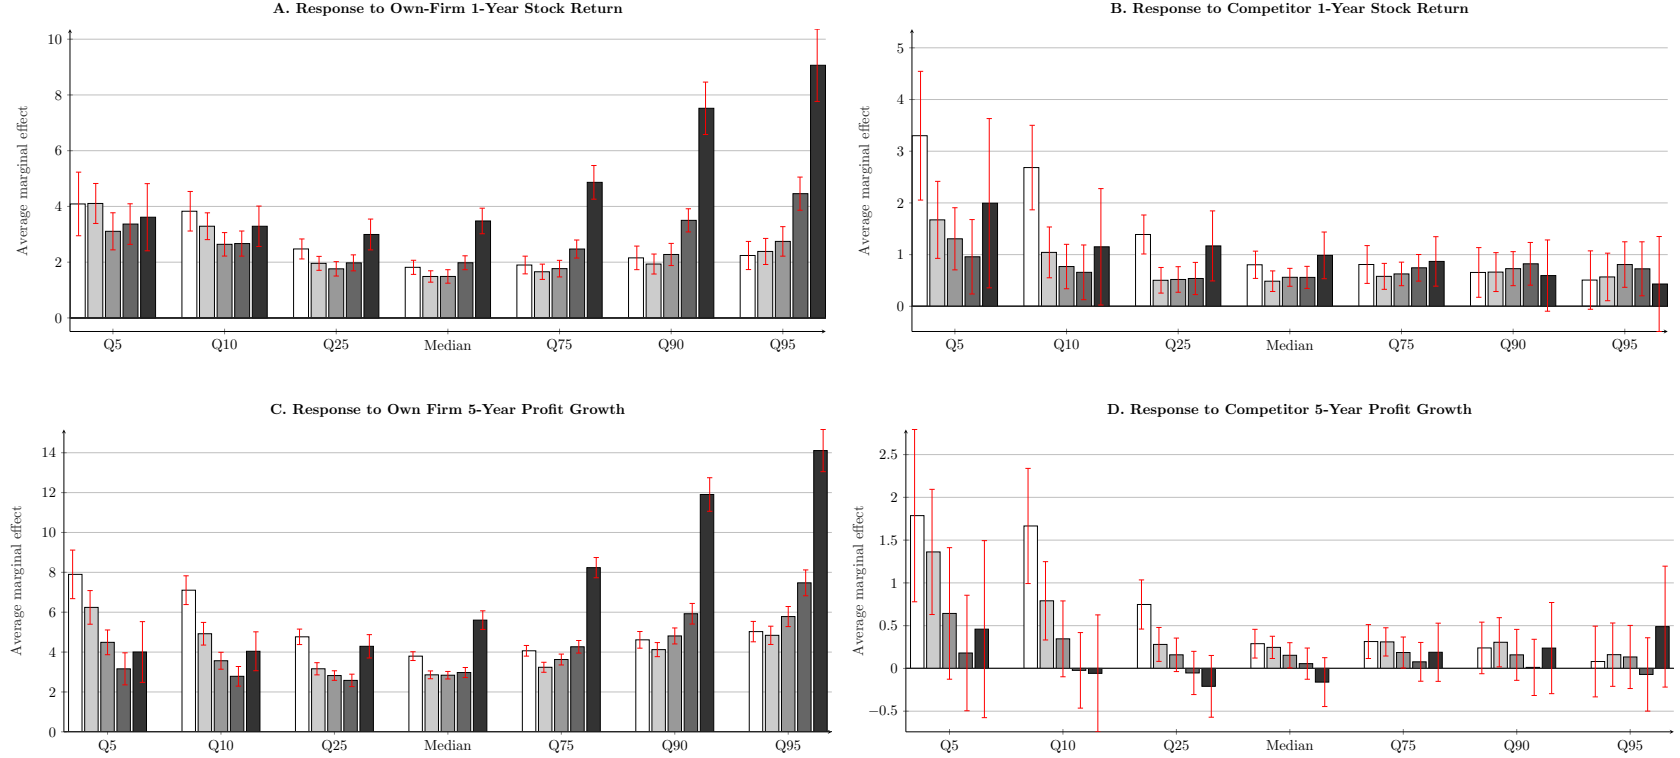 A. Response to Own-Firm 1-Year Stock Return
Average marginal effect
10
8
6
4
2
0
Q5 Q10 Q25 Median Q75 Q90 Q95
B. Response to Competitor 1-Year Stock Return
Average marginal effect
5
4
3
2
1
0
Q5 Q10 Q25 Median Q75 Q90 Q95
C. Response to Own Firm 5-Year Profit Growth
Average marginal effect
14
12
10
8
6
4
2
0
Q5 Q10 Q25 Median Q75 Q90 Q95
D. Response to Competitor 5-Year Profit Growth
Average marginal effect
2.5
2
1.5
1
0.5
0
−0.5
Q5 Q10 Q25 Median Q75 Q90 Q95